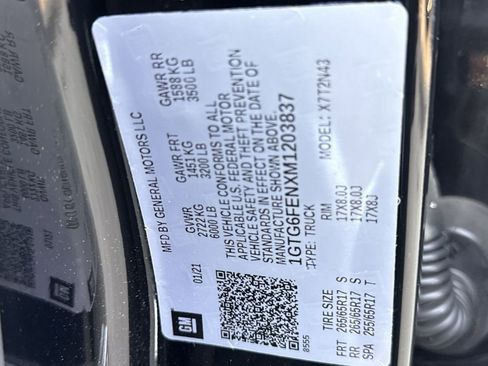 MFD BY GENERAL MOTORS LLC
01/21
GVWR
2722 KG
6000 LB
GAWR FRT
1451 KG
3200 LB
GAWR RR
1588 KG
3500 LB
THIS VEHICLE CONFORMS TO ALL
APPLICABLE U.S. FEDERAL MOTOR
VEHICLE SAFETY AND THEFT PREVENTION
STANDARDS IN EFFECT ON THE DATE OF
MANUFACTURE SHOWN ABOVE.
1GTG6FENXM1203837
TYPE: TRUCK
MODEL: X7T2N43
GM
8555
TIRE SIZE RIM
FRT 265/65R17 S 17X8.0J
RR 265/65R17 S 17X8.0J
SPA 255/65R17 T 17X8J
GM